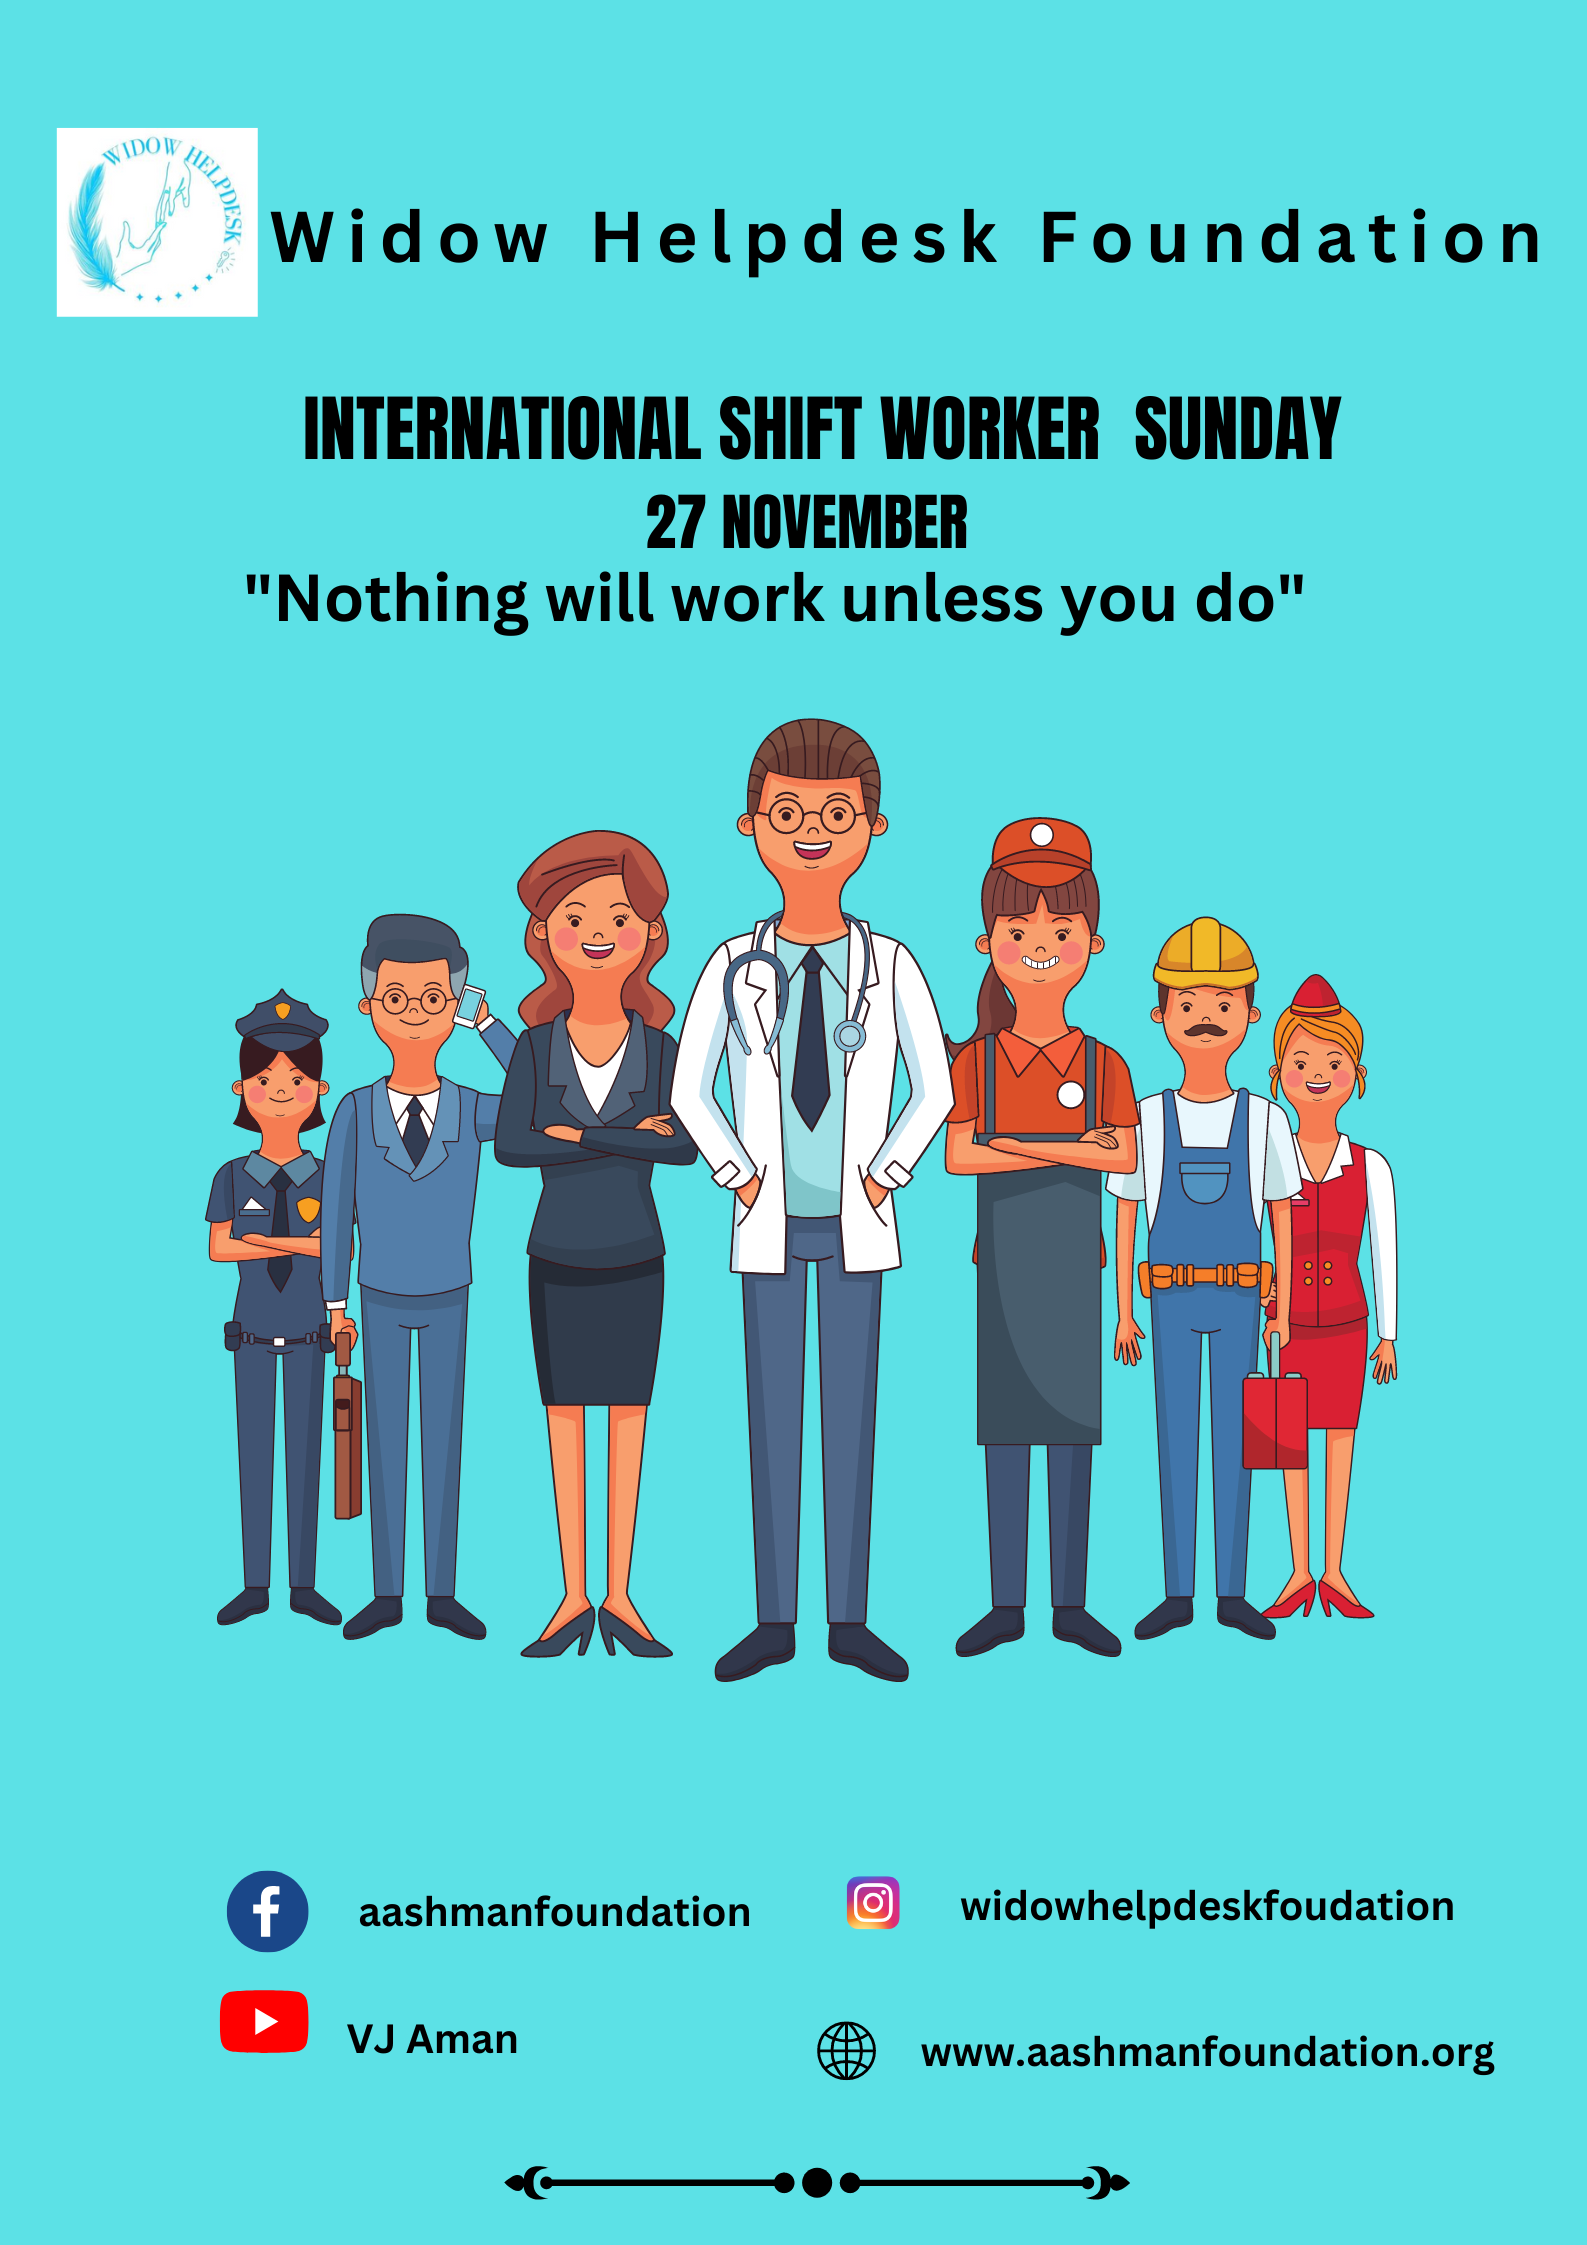 WIDOW HELPDESK
Widow Helpdesk Foundation
INTERNATIONAL SHIFT WORKER SUNDAY
27 NOVEMBER
"Nothing will work unless you do"
aashmanfoundation
widowhelpdeskfoudation
VJ Aman
www.aashmanfoundation.org